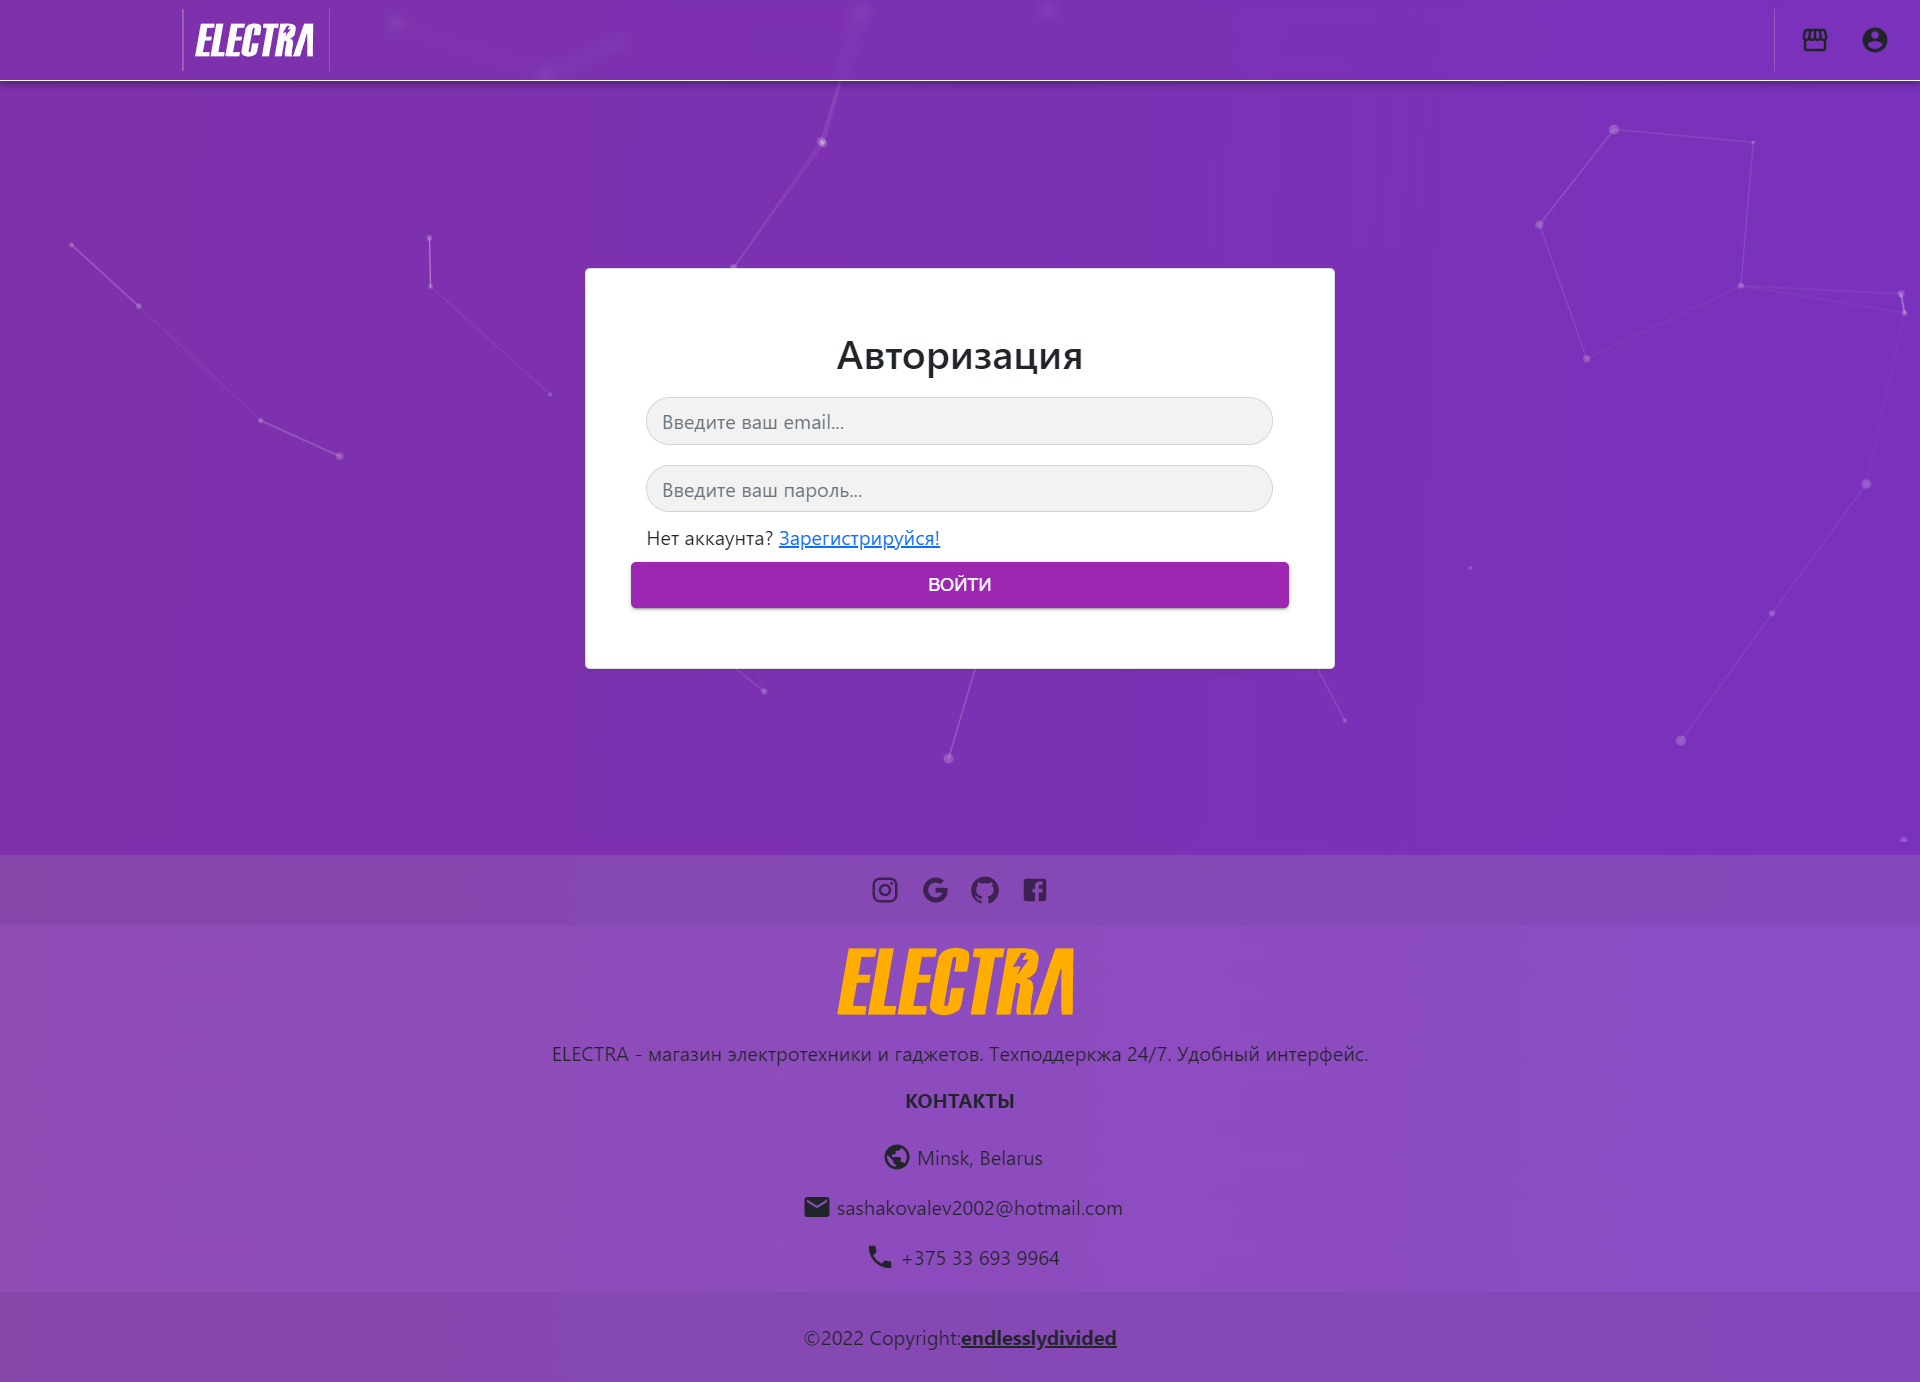 ELECTRA
Авторизация
Введите ваш email...
Введите ваш пароль...
Нет аккаунта? Зарегистрируйся!
ВОЙТИ
ELECTRA
ELECTRA - магазин электротехники и гаджетов. Техподдеркжа 24/7. Удобный интерфейс.
КОНТАКТЫ
Minsk, Belarus
sashakovalev2002@hotmail.com
+375 33 693 9964
©2022 Copyright:endlesslydivided